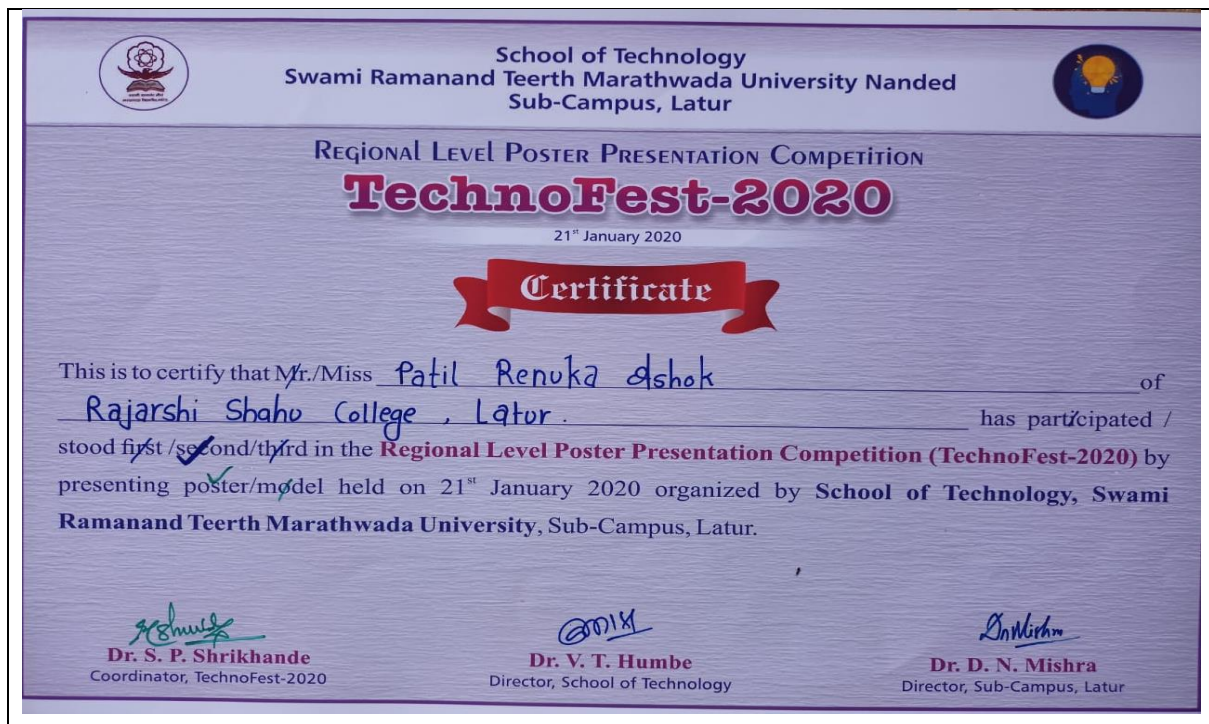 School of Technology
Swami Ramanand Teerth Marathwada University Nanded
Sub-Campus, Latur
Regional Level Poster Presentation Competition
TechnoFest-2020
21st January 2020
Certificate
This is to certify that Mr./Miss Patil Renuka Ashok of
Rajarshi Shahu College, Latur. has participated /
stood first /second/third in the Regional Level Poster Presentation Competition (TechnoFest-2020) by
presenting poster/model held on 21st January 2020 organized by School of Technology, Swami
Ramanand Teerth Marathwada University, Sub-Campus, Latur.
Dr. S. P. Shrikhande Dr. V. T. Humbe Dr. D. N. Mishra
Coordinator, TechnoFest-2020 Director, School of Technology Director, Sub-Campus, Latur